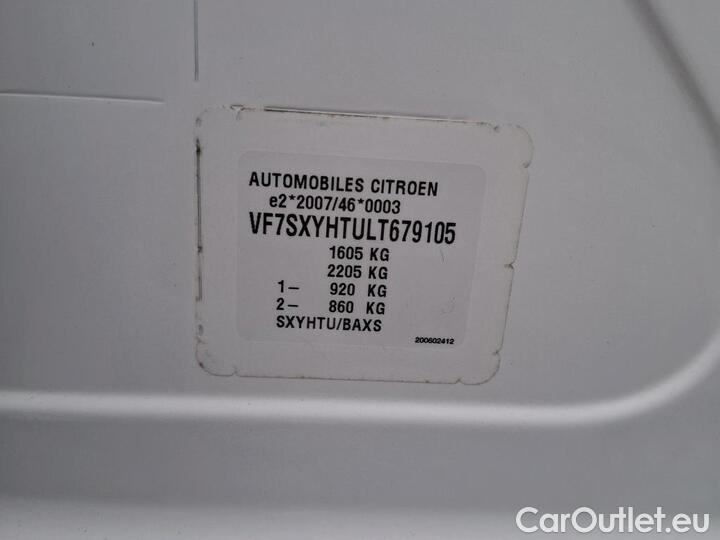 AUTOMOBILES CITROEN
e2*2007/46*0003
VF7SXYHTULT679105
1605 KG
2205 KG
1- 920 KG
2- 860 KG
SXYHTU/BAXS
200602412
CarOutlet.eu